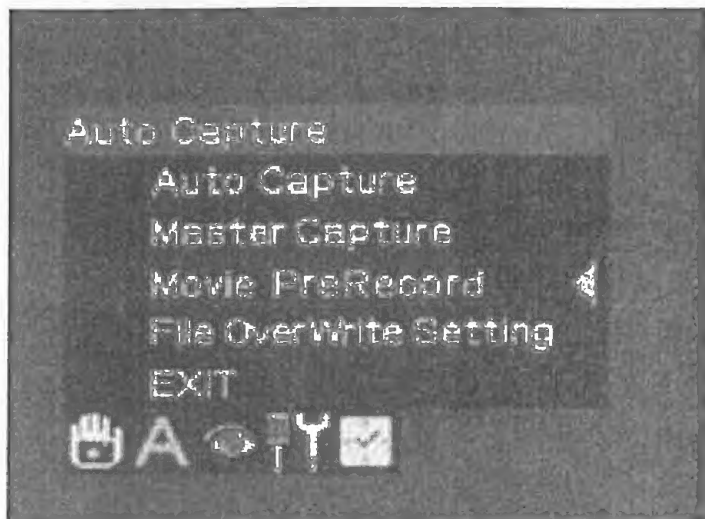 Auto Capture
Auto Capture
Master Capture
Movie PreRecord
File OverWrite Setting
EXIT
A